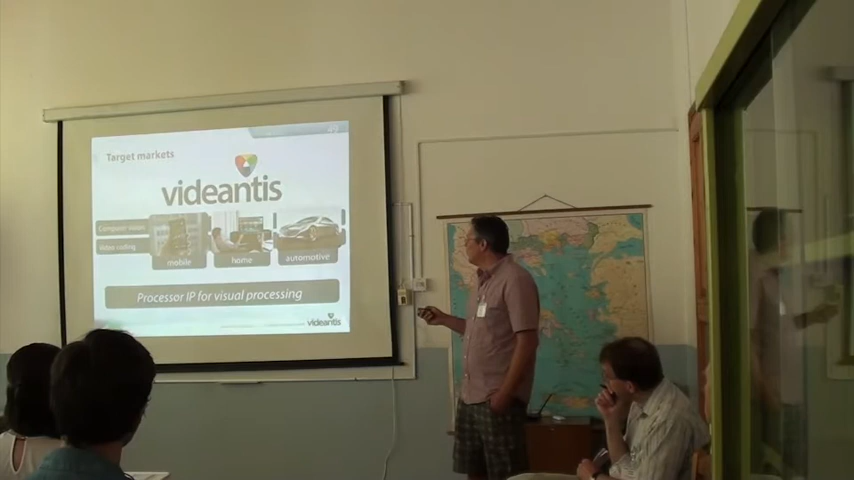 Target markets
videantis
Computer vision
Video coding
mobile
home
automotive
Processor IP for visual processing
videantis